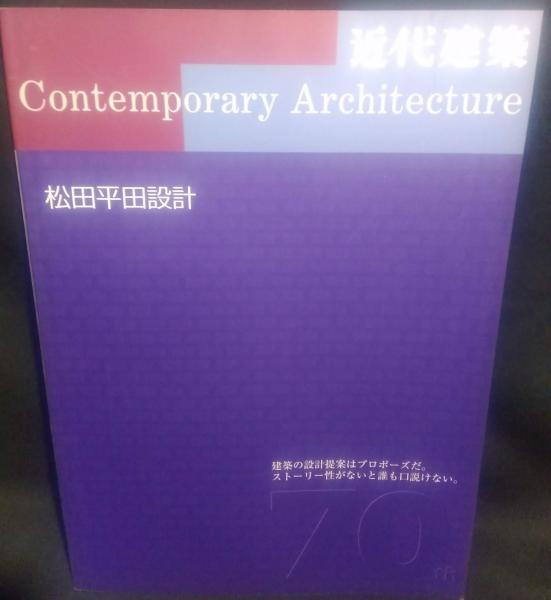 近代建築
Contemporary Architecture
松田平田設計
建築の設計提案はプロポーズだ。
ストーリー性がないと誰も口説けない。
70